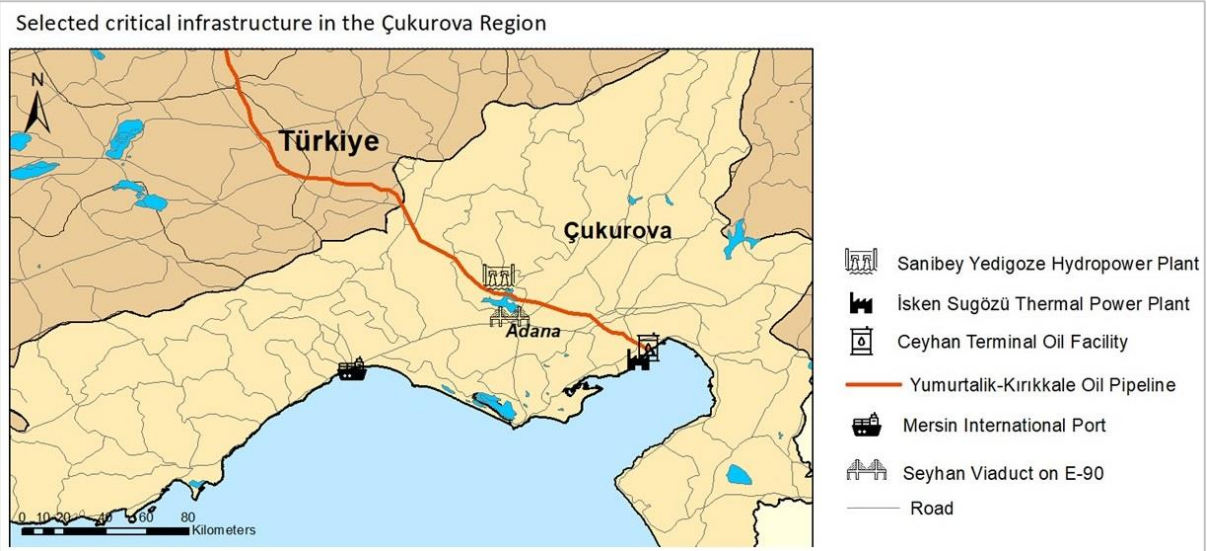 Selected critical infrastructure in the Çukurova Region
N
Türkiye
Çukurova
Adana
0 10 20 40 60 80
Kilometers
Sanibey Yedigoze Hydropower Plant
İsken Sugözü Thermal Power Plant
Ceyhan Terminal Oil Facility
Yumurtalik-Kırıkkale Oil Pipeline
Mersin International Port
Seyhan Viaduct on E-90
Road